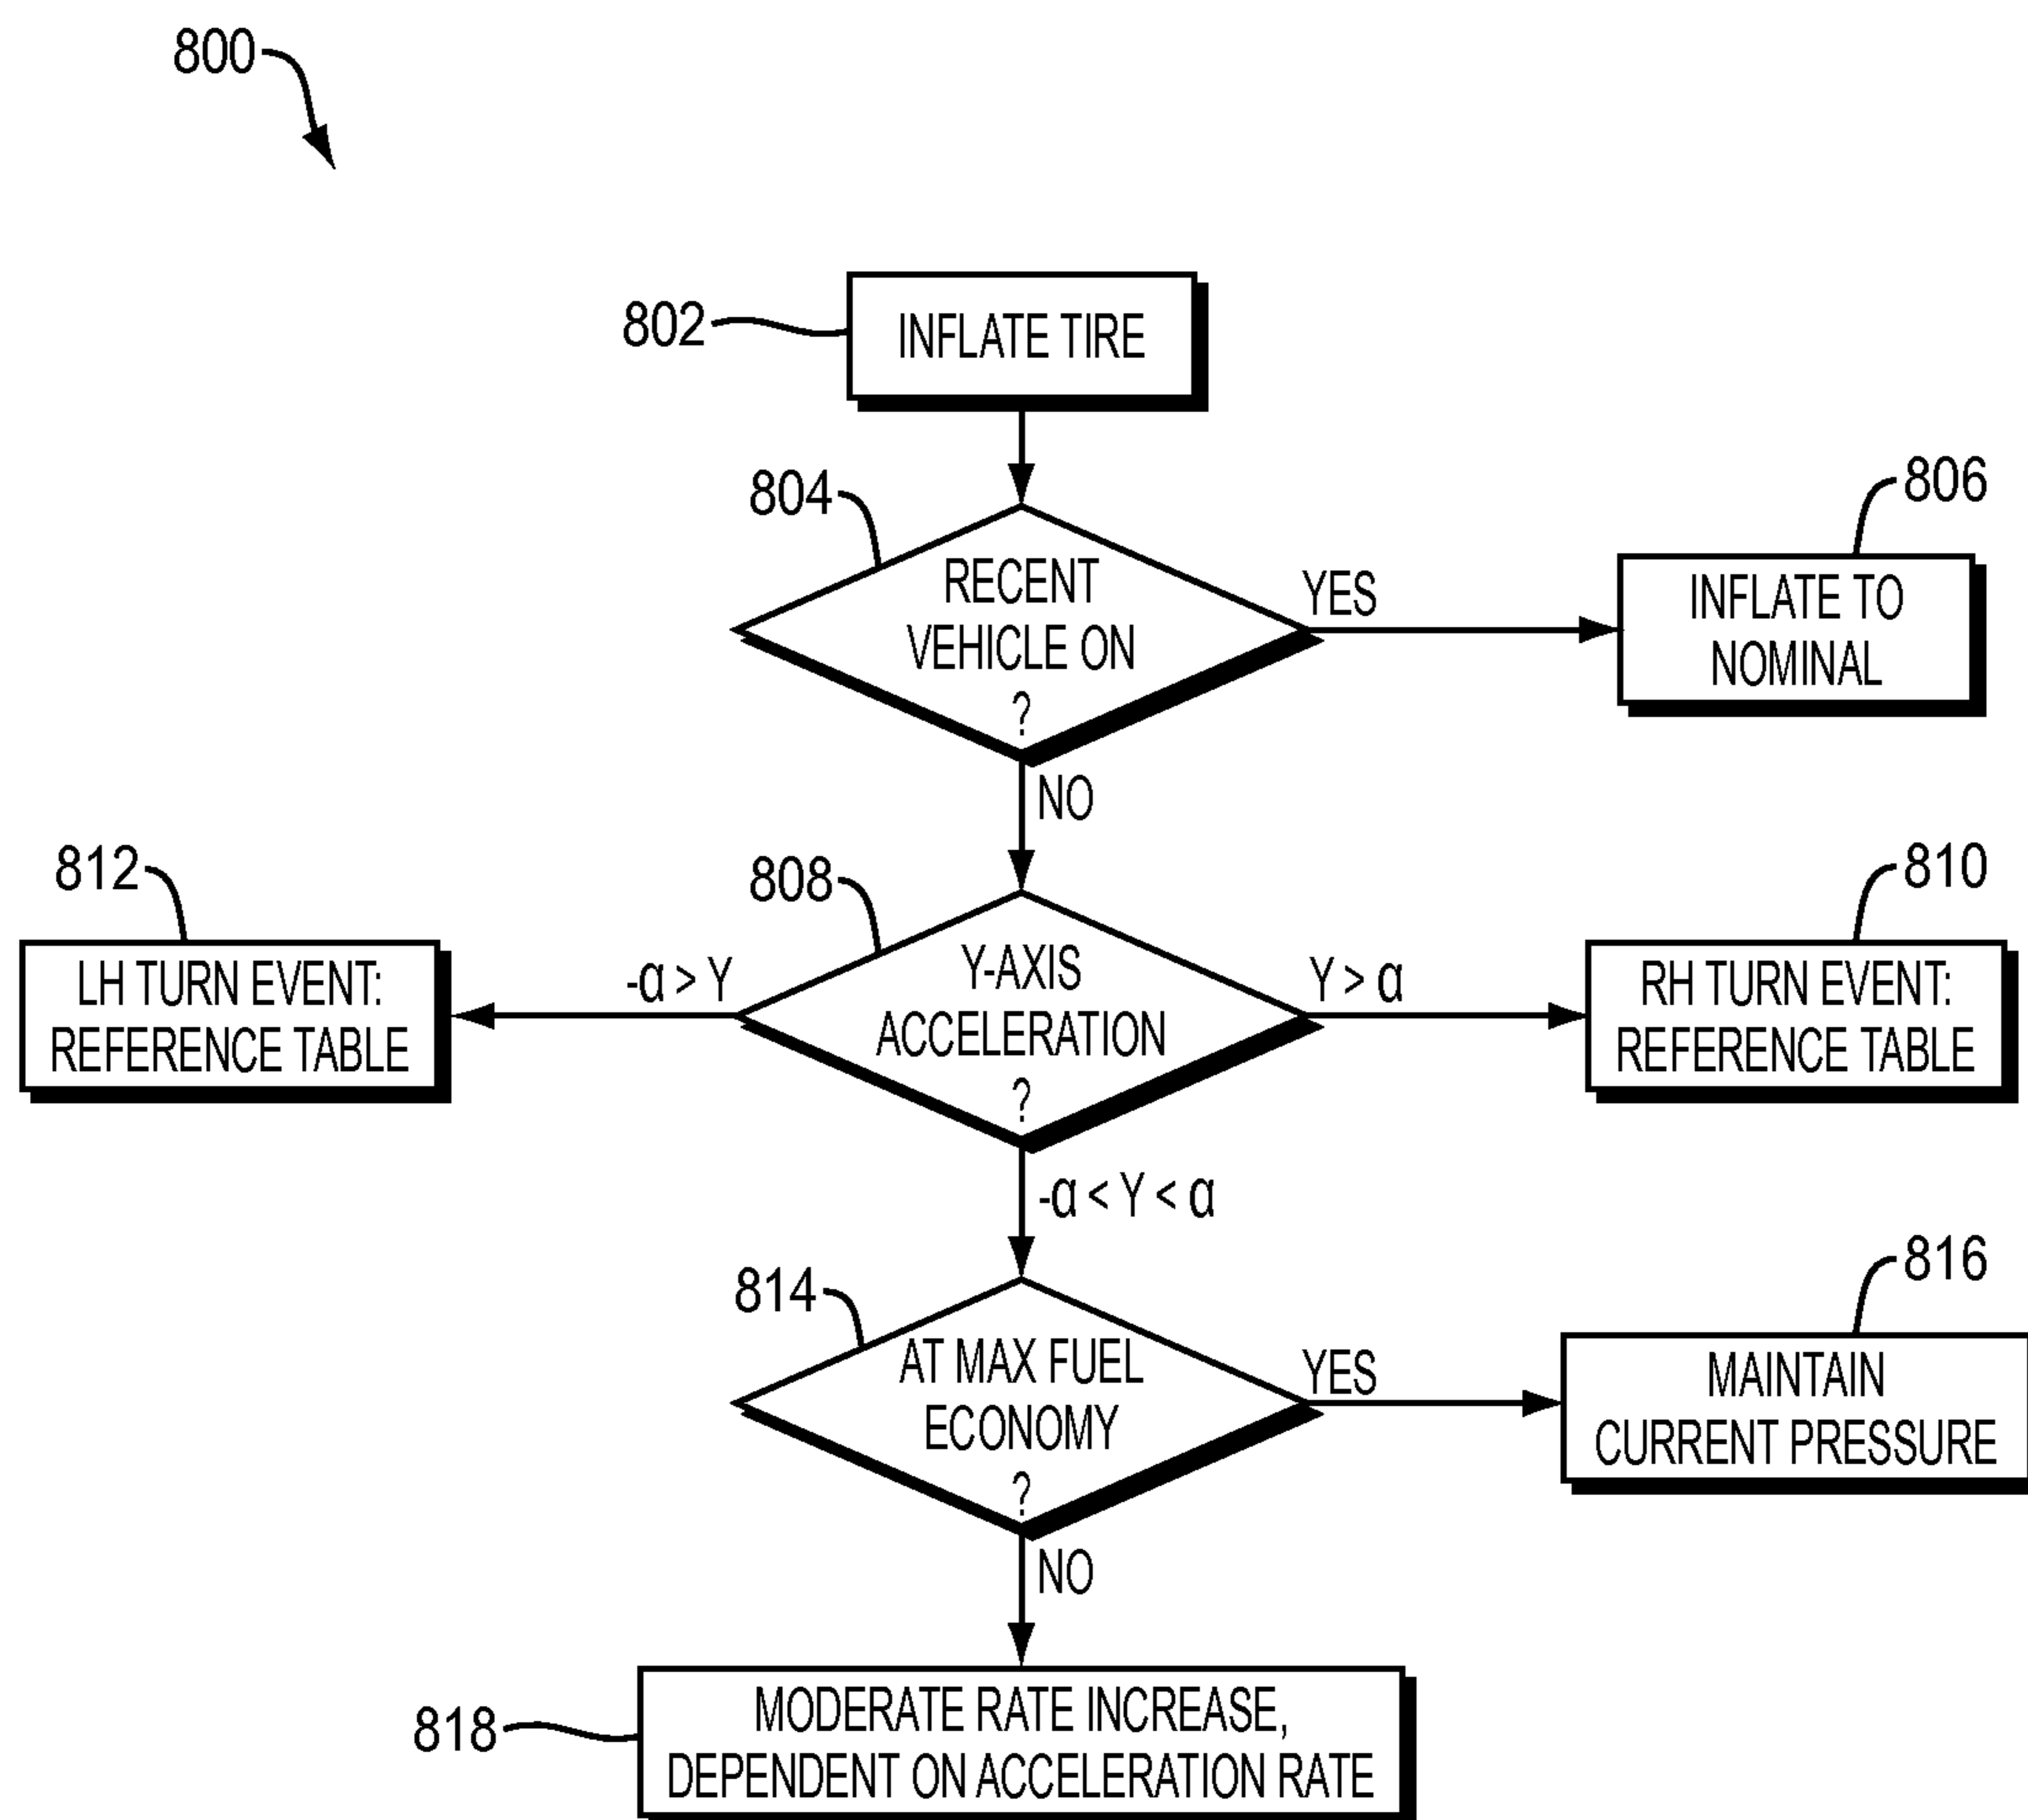 800
802
INFLATE TIRE
804
RECENT
VEHICLE ON
?
YES
806
INFLATE TO
NOMINAL
NO
812
LH TURN EVENT:
REFERENCE TABLE
-α > Y
808
Y-AXIS
ACCELERATION
?
Y > α
810
RH TURN EVENT:
REFERENCE TABLE
-α < Y < α
814
AT MAX FUEL
ECONOMY
?
YES
816
MAINTAIN
CURRENT PRESSURE
NO
818
MODERATE RATE INCREASE,
DEPENDENT ON ACCELERATION RATE